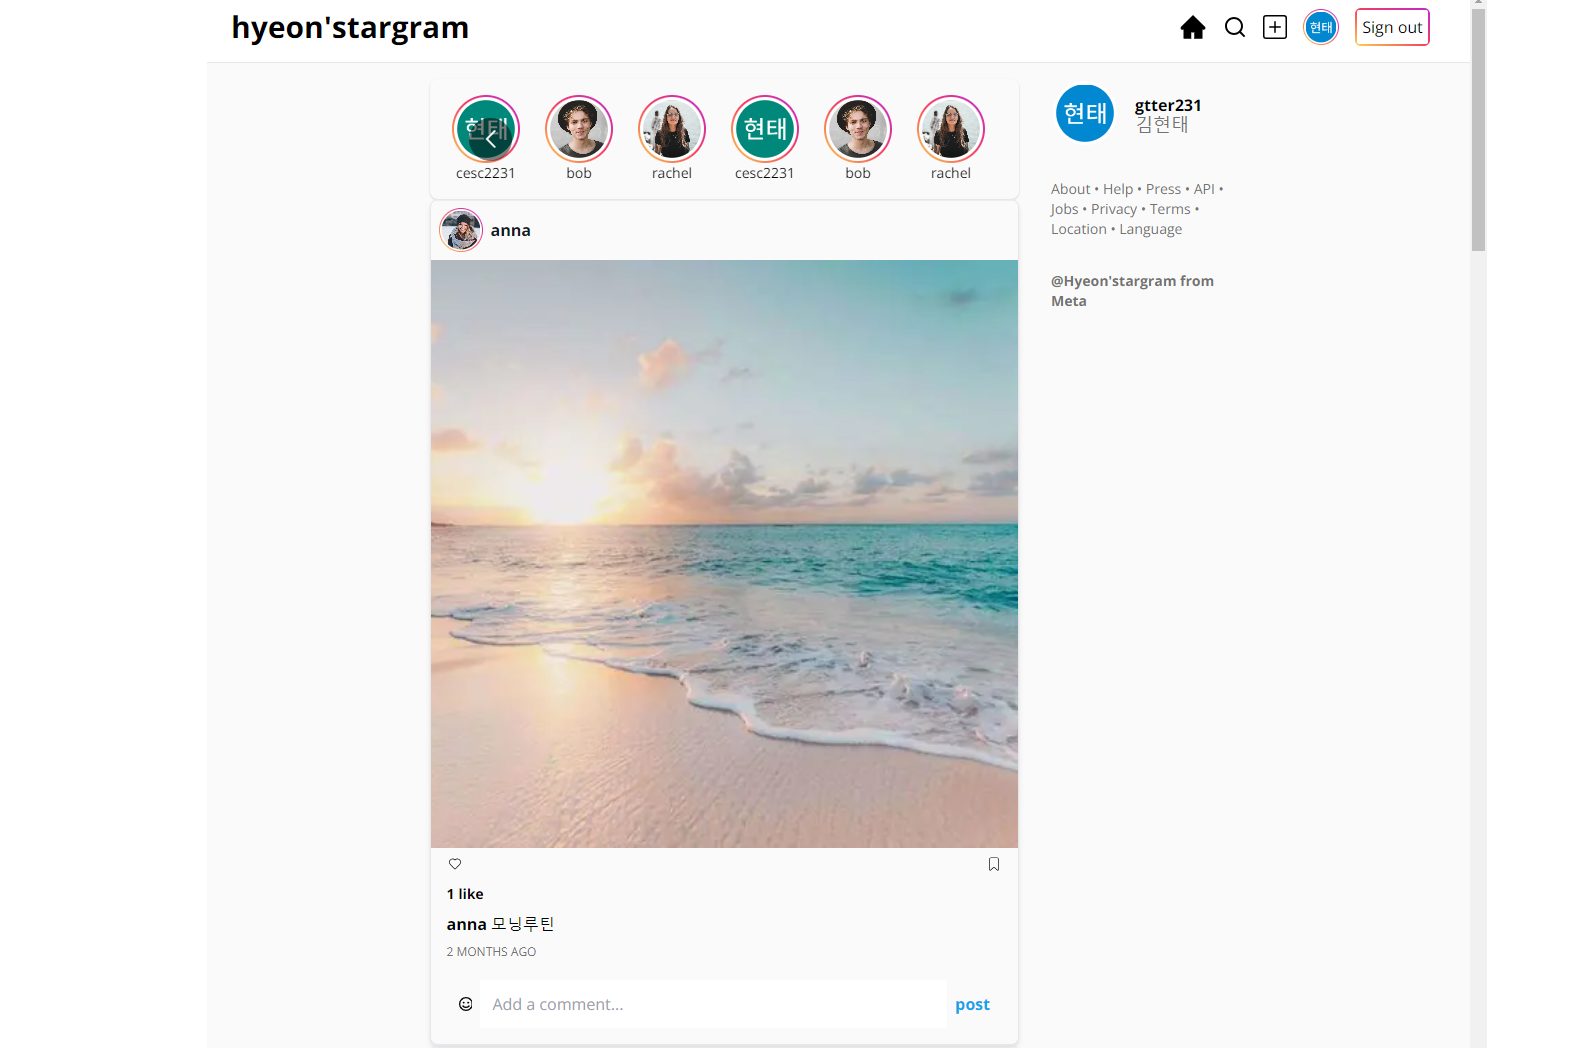 hyeon'stargram
현태
Sign out
현태
현태
cesc2231
bob
rachel
cesc2231
bob
rachel
현태
gtter231
김현태
About • Help • Press • API •
Jobs • Privacy • Terms •
Location • Language
@Hyeon'stargram from
Meta
anna
1 like
anna 모닝루틴
2 MONTHS AGO
Add a comment...
post